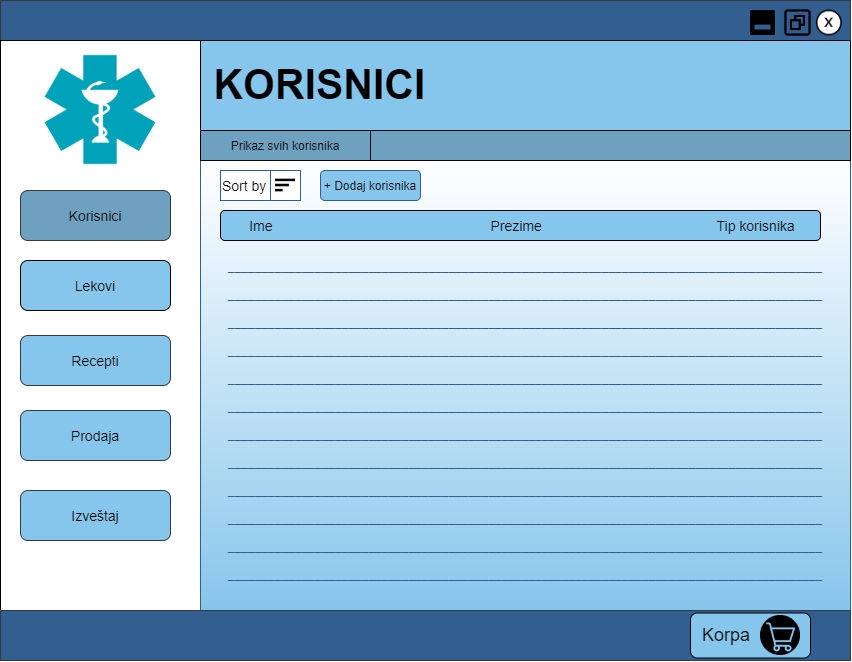 X
KORISNICI
Prikaz svih korisnika
Sort by
+ Dodaj korisnika
Ime Prezime Tip korisnika
Korisnici
Lekovi
Recepti
Prodaja
Izveštaj
Korpa